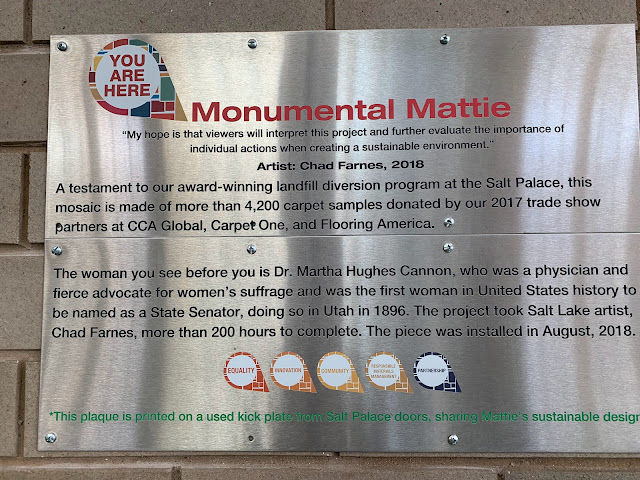 YOU
ARE
HERE
Monumental Mattie
"My hope is that viewers will interpret this project and further evaluate the importance of
individual actions when creating a sustainable environment."
Artist: Chad Farnes, 2018
A testament to our award-winning landfill diversion program at the Salt Palace, this
mosaic is made of more than 4,200 carpet samples donated by our 2017 trade show
partners at CCA Global, Carpet One, and Flooring America.
The woman you see before you is Dr. Martha Hughes Cannon, who was a physician and
fierce advocate for women's suffrage and was the first woman in United States history to
be named as a State Senator, doing so in Utah in 1896. The project took Salt Lake artist,
Chad Farnes, more than 200 hours to complete. The piece was installed in August, 2018.
EQUALITY
INNOVATION
COMMUNITY
RESPONSIBLE
MATERIALS
MANAGEMENT
PARTNERSHIP
*This plaque is printed on a used kick plate from Salt Palace doors, sharing Mattie's sustainable design